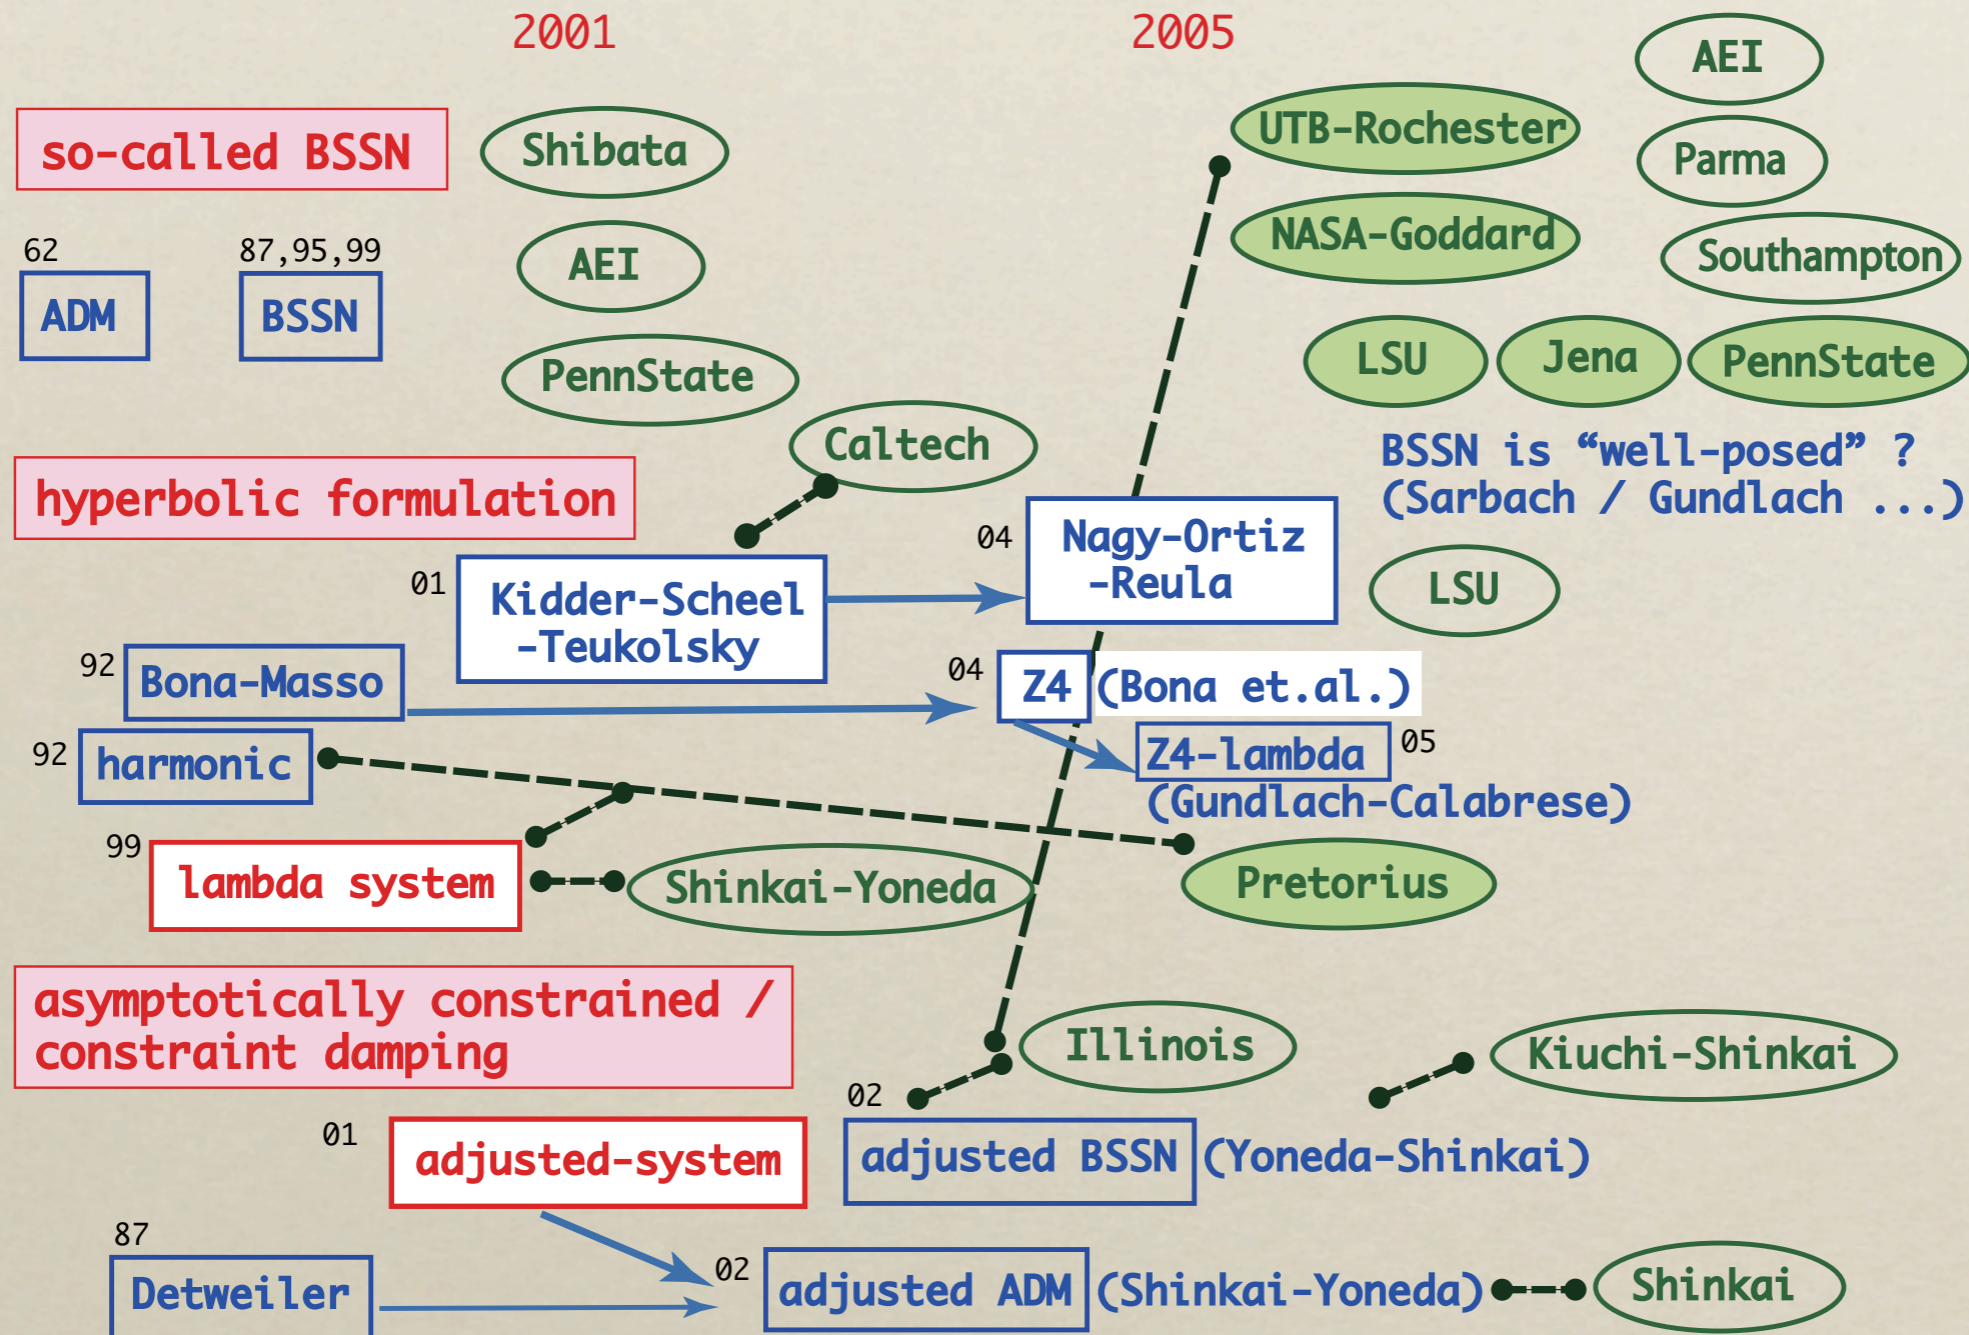 2001
2005
AEI
so-called BSSN
Shibata
UTB-Rochester
Parma
62
87,95,99
AEI
NASA-Goddard
Southampton
ADM
BSSN
PennState
LSU
Jena
PennState
Caltech
BSSN is “well-posed” ?
(Sarbach / Gundlach ...)
hyperbolic formulation
01
Kidder-Scheel
-Teukolsky
04
Nagy-Ortiz
-Reula
LSU
92
Bona-Masso
04
Z4 (Bona et.al.)
92
harmonic
Z4-lambda
05
(Gundlach-Calabrese)
99
lambda system
Shinkai-Yoneda
Pretorius
asymptotically constrained /
constraint damping
Illinois
Kiuchi-Shinkai
01
adjusted-system
02
adjusted BSSN (Yoneda-Shinkai)
87
Detweiler
02
adjusted ADM (Shinkai-Yoneda)
Shinkai